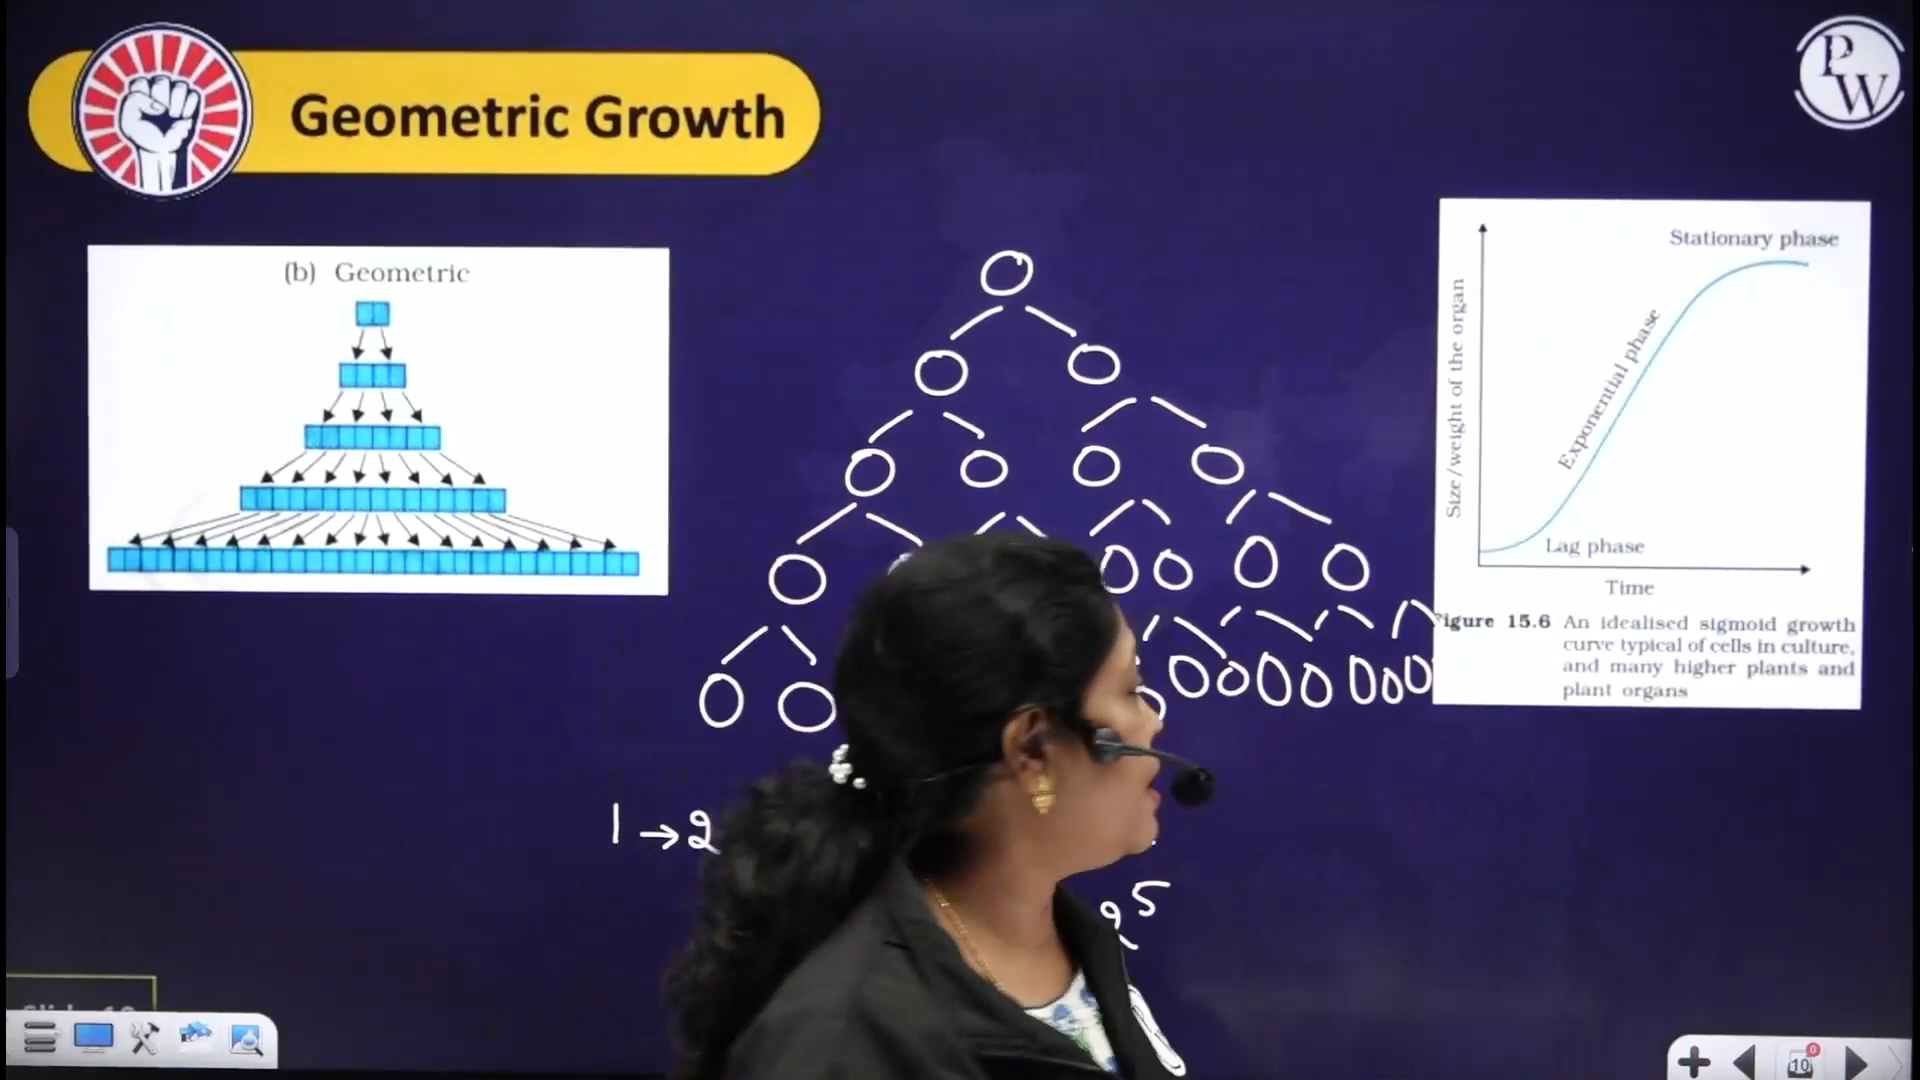 Geometric Growth
PW
(b) Geometric
Stationary phase
Exponential phase
Size/weight of the organ
Lag phase
Time
igure 15.6 An idealised sigmoid growth
curve typical of cells in culture,
and many higher plants and
plant organs
1 → 2
2⁵
10